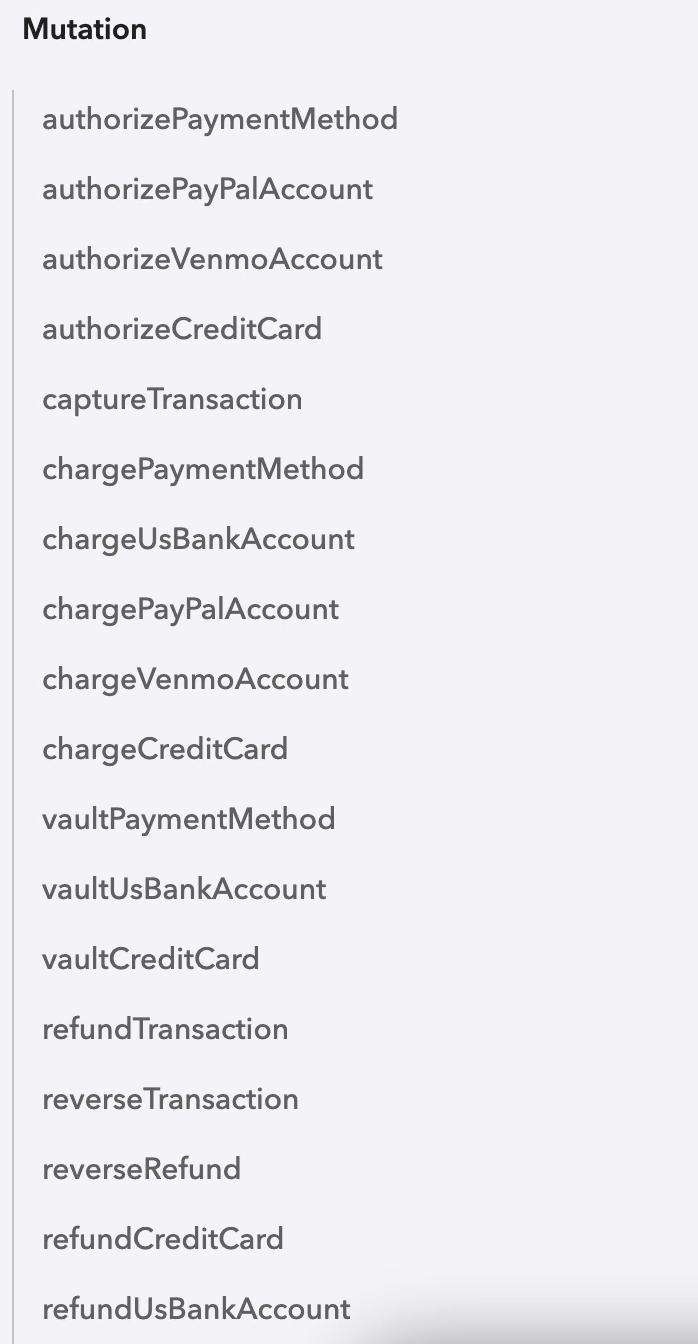 Mutation
authorizePaymentMethod
authorizePayPalAccount
authorizeVenmoAccount
authorizeCreditCard
captureTransaction
chargePaymentMethod
chargeUsBankAccount
chargePayPalAccount
chargeVenmoAccount
chargeCreditCard
vaultPaymentMethod
vaultUsBankAccount
vaultCreditCard
refundTransaction
reverseTransaction
reverseRefund
refundCreditCard
refundUsBankAccount